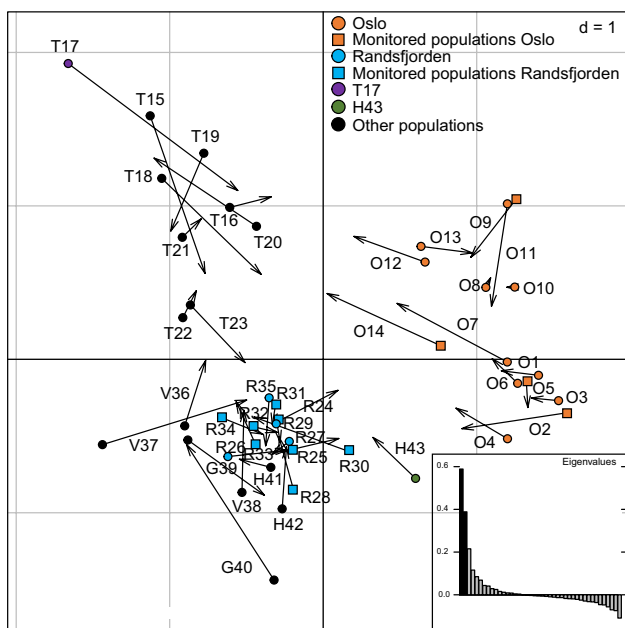 d = 1
Oslo
Monitored populations Oslo
Randsfjorden
Monitored populations Randsfjorden
T17
H43
Other populations
T17
T15
T19
T18
T16
T20
T21
T22
T23
O9
O13
O11
O12
O8
O10
O7
O14
O1
O6
O5
O3
O2
O4
V36
R35
R31
R24
R32
R29
R34
R27
V37
R26
R33
R25
R30
G39
H41
H43
V38
R28
H42
G40
Eigenvalues
0.6
0.4
0.2
0.0